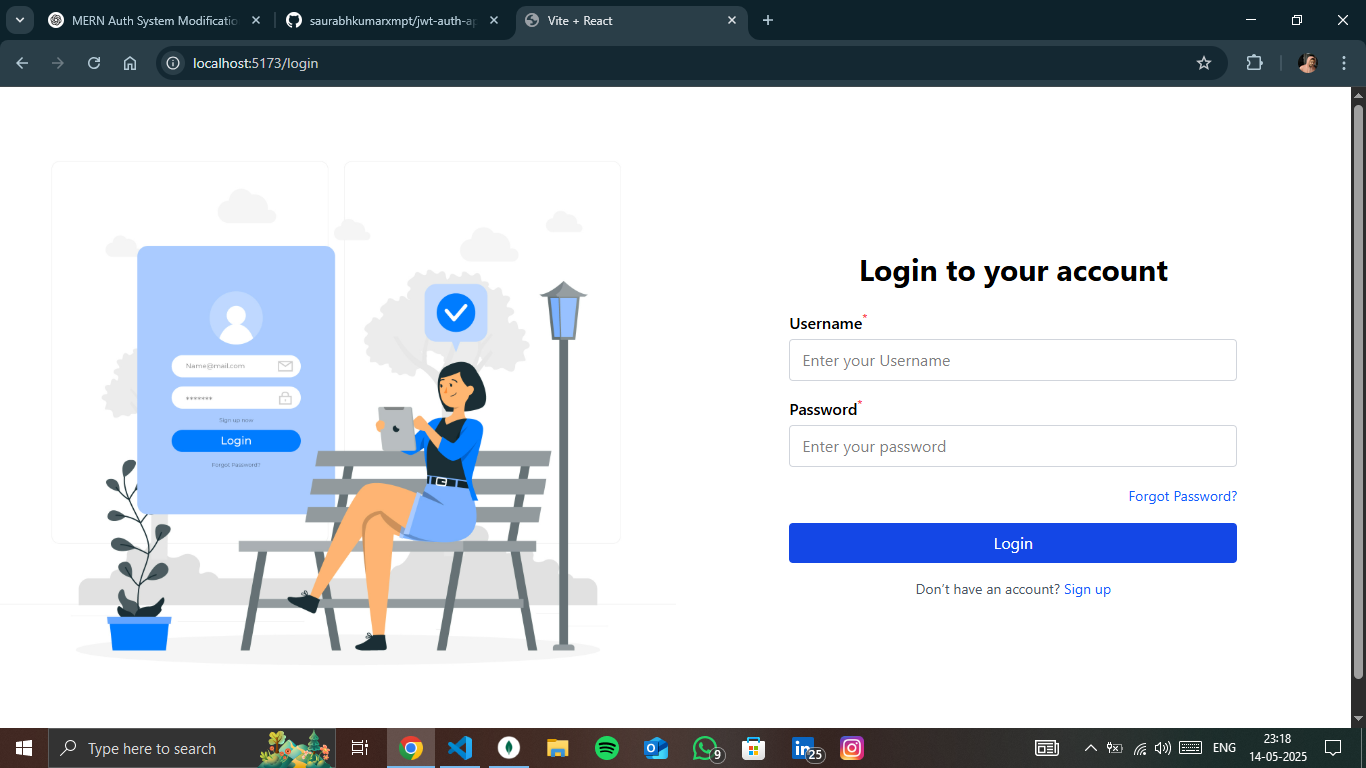 MERN Auth System Modificatio
saurabhkumarxmpt/jwt-auth-ap
Vite + React
localhost:5173/login
Name@mail.com
*******
Sign up now
Login
Forgot Password?
Login to your account
Username*
Enter your Username
Password*
Enter your password
Forgot Password?
Login
Don't have an account? Sign up
Type here to search
9
25
ENG
23:18
14-05-2025